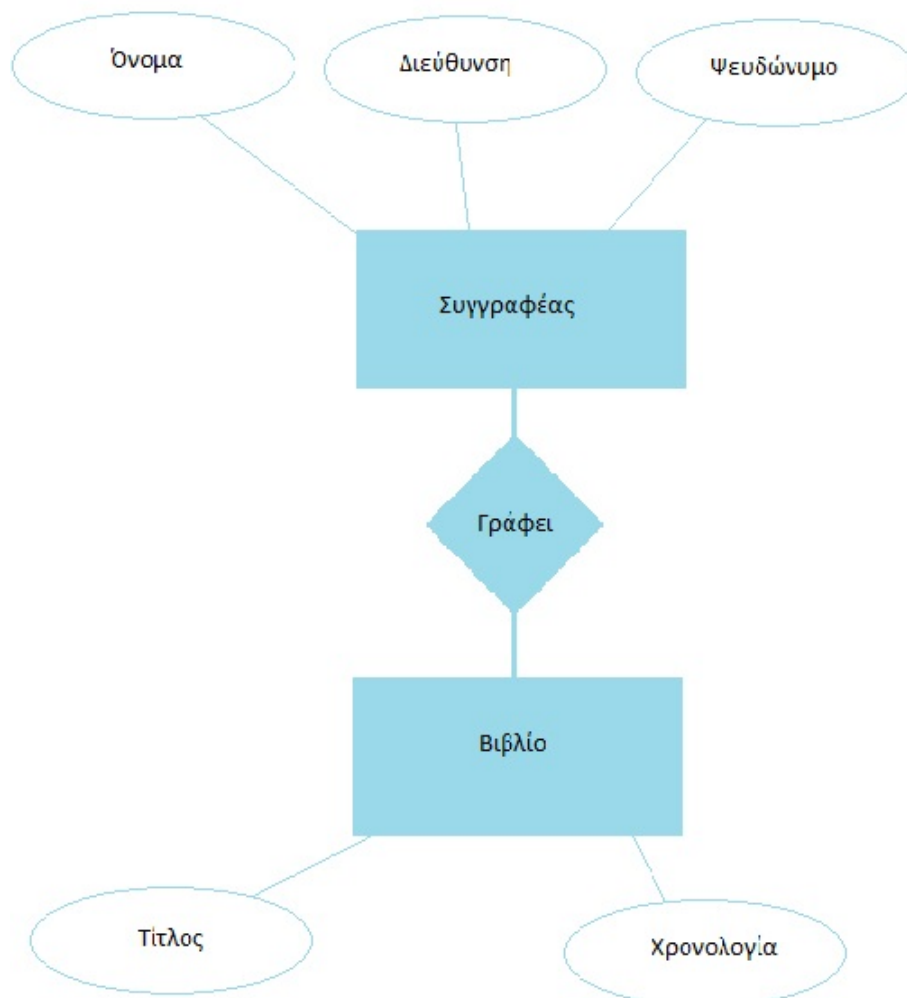 Όνομα
Διεύθυνση
Ψευδώνυμο
Συγγραφέας
Γράφει
Βιβλίο
Τίτλος
Χρονολογία